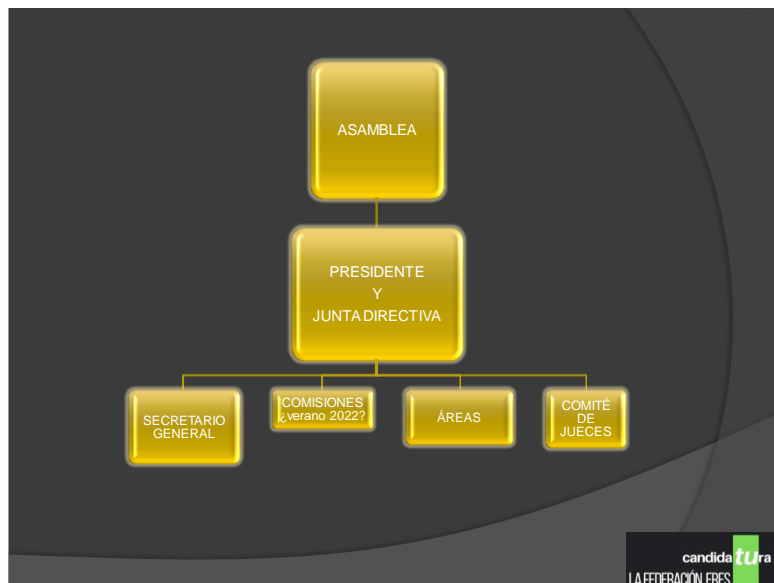 ASAMBLEA
PRESIDENTE
Y
JUNTA DIRECTIVA
SECRETARIO
GENERAL
COMISIONES
¿verano 2022?
ÁREAS
COMITÉ
DE
JUECES
candidatura
LA FEDERACIÓN ERES